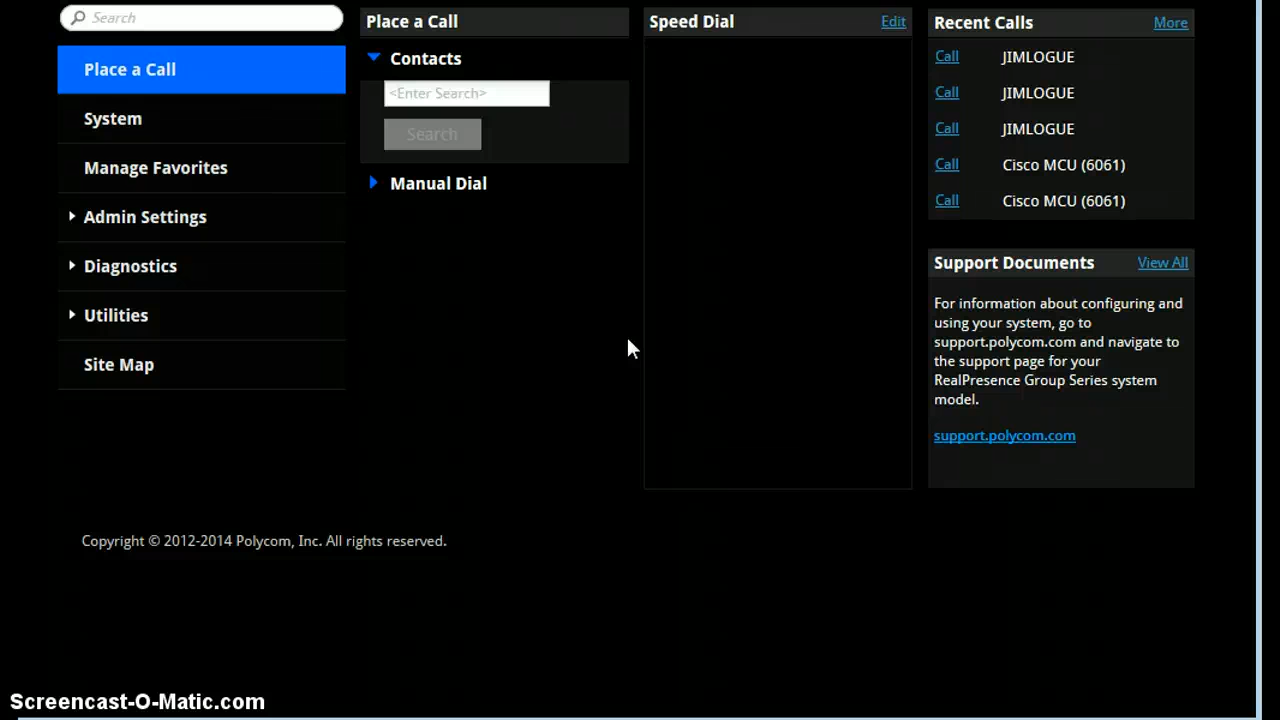 Search
Place a Call
System
Manage Favorites
Admin Settings
Diagnostics
Utilities
Site Map
Place a Call
Contacts
<Enter Search>
Search
Manual Dial
Speed Dial Edit
Recent Calls More
Call JIMLOGUE
Call JIMLOGUE
Call JIMLOGUE
Call Cisco MCU (6061)
Call Cisco MCU (6061)
Support Documents View All
For information about configuring and
using your system, go to
support.polycom.com and navigate to
the support page for your
RealPresence Group Series system
model.
support.polycom.com
Copyright © 2012-2014 Polycom, Inc. All rights reserved.
Screencast-O-Matic.com